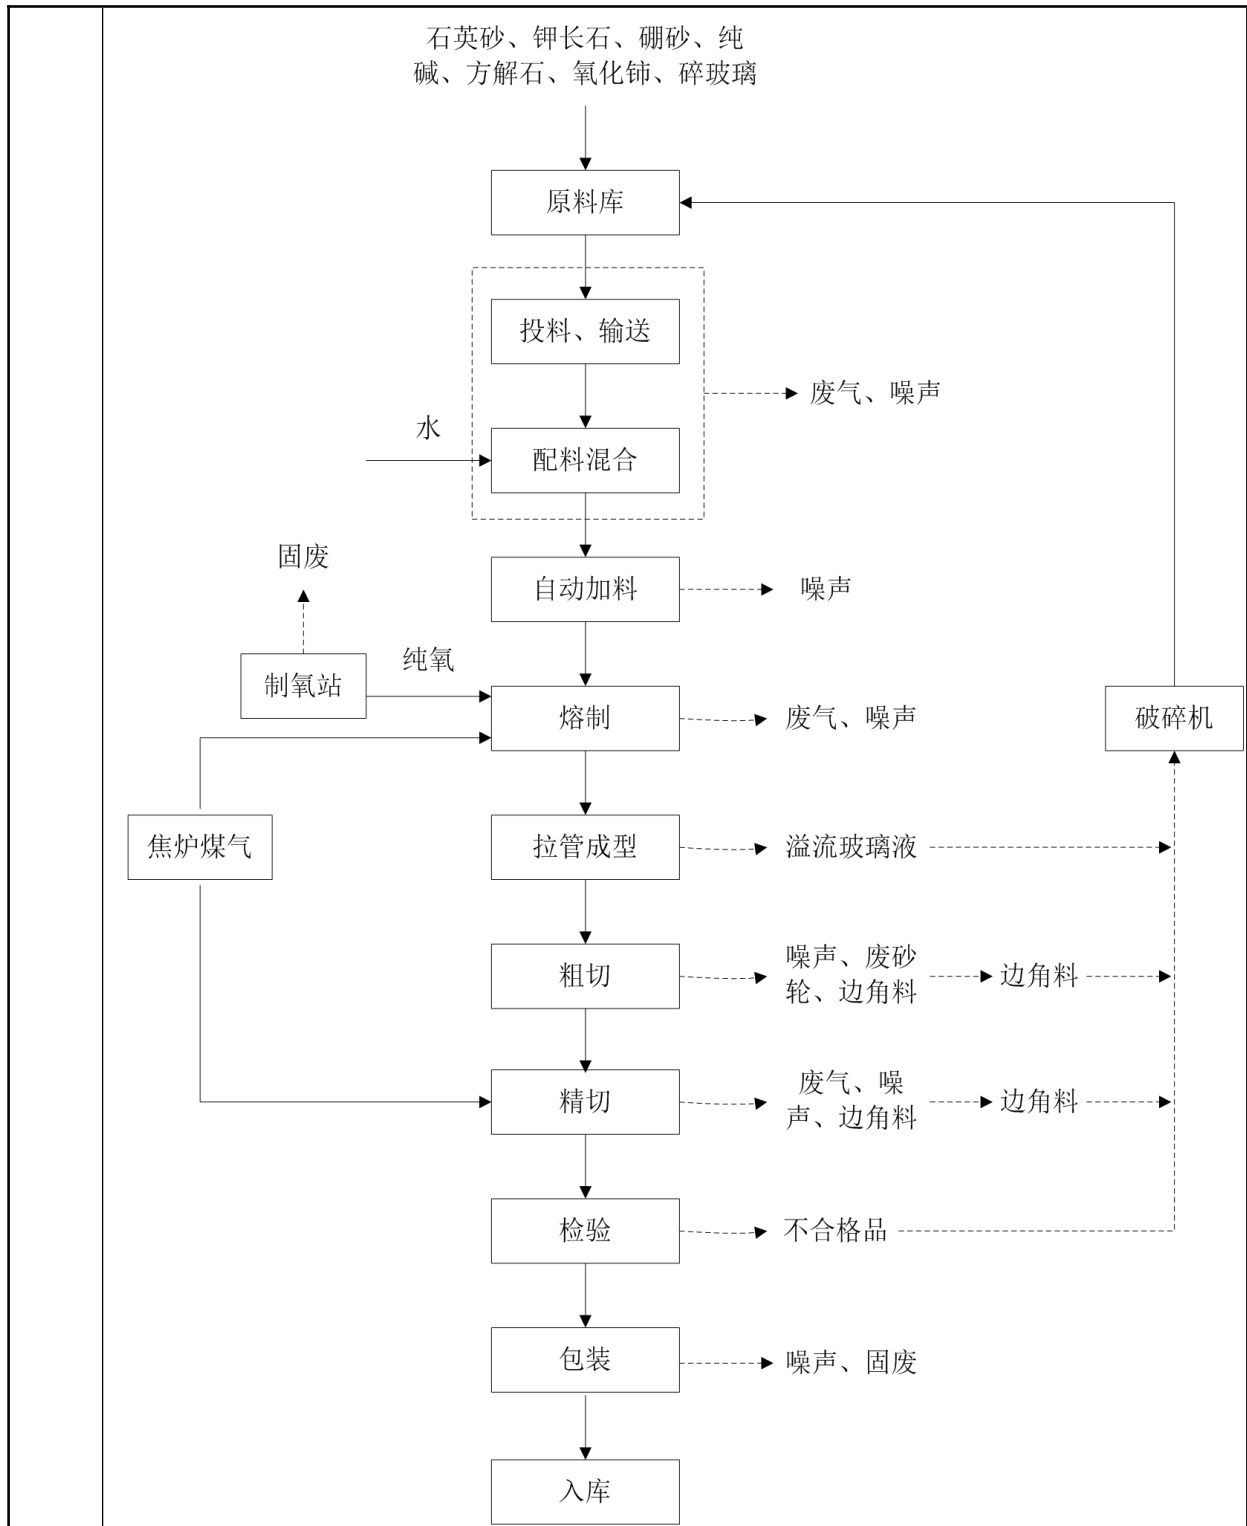 石英砂、钾长石、硼砂、纯
碱、方解石、氧化铈、碎玻璃
原料库
投料、输送
废气、噪声
水
配料混合
固废
自动加料
噪声
制氧站
纯氧
熔制
废气、噪声
破碎机
焦炉煤气
拉管成型
溢流玻璃液
粗切
噪声、废砂
轮、边角料
边角料
精切
废气、噪
声、边角料
边角料
检验
不合格品
包装
噪声、固废
入库